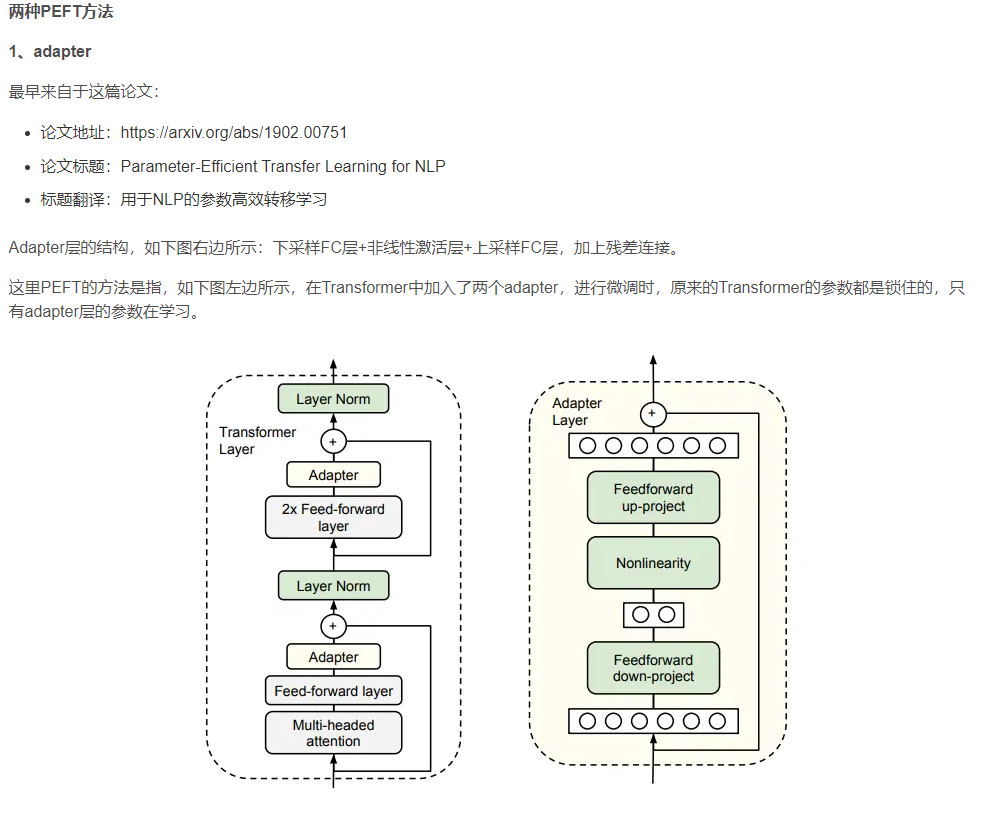 两种PEFT方法
1、adapter
最早来自于这篇论文：
论文地址：https://arxiv.org/abs/1902.00751
论文标题：Parameter-Efficient Transfer Learning for NLP
标题翻译：用于NLP的参数高效转移学习
Adapter层的结构，如下图右边所示：下采样FC层+非线性激活层+上采样FC层，加上残差连接。
这里PEFT的方法是指，如下图左边所示，在Transformer中加入了两个adapter，进行微调时，原来的Transformer的参数都是锁住的，只
有adapter层的参数在学习。
Layer Norm
Transformer
Layer
+
Adapter
2x Feed-forward
layer
Layer Norm
+
Adapter
Feed-forward layer
Multi-headed
attention
Adapter
Layer
+
Feedforward
up-project
Nonlinearity
Feedforward
down-project